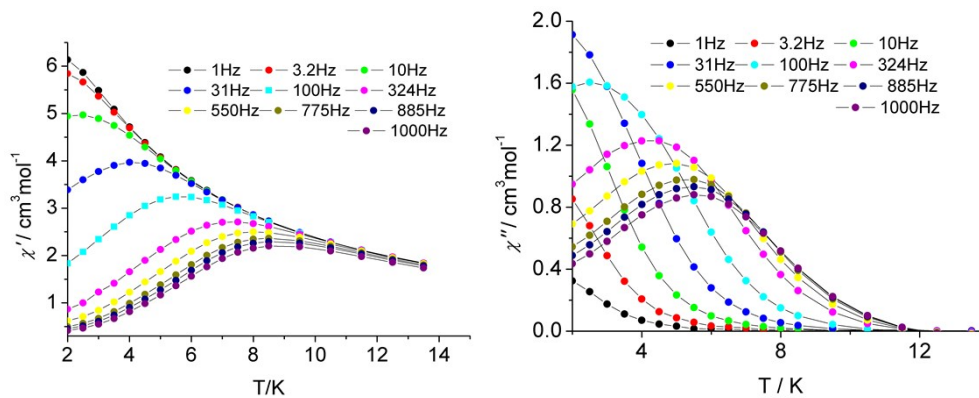 χ′/ cm³mol⁻¹
6
5
4
3
2
1
1Hz 3.2Hz 10Hz
31Hz 100Hz 324Hz
550Hz 775Hz 885Hz
1000Hz
2 4 6 8 10 12 14
T/K
χ″/ cm³mol⁻¹
2.0
1.6
1.2
0.8
0.4
0.0
1Hz 3.2Hz 10Hz
31Hz 100Hz 324Hz
550Hz 775Hz 885Hz
1000Hz
4 8 12
T / K